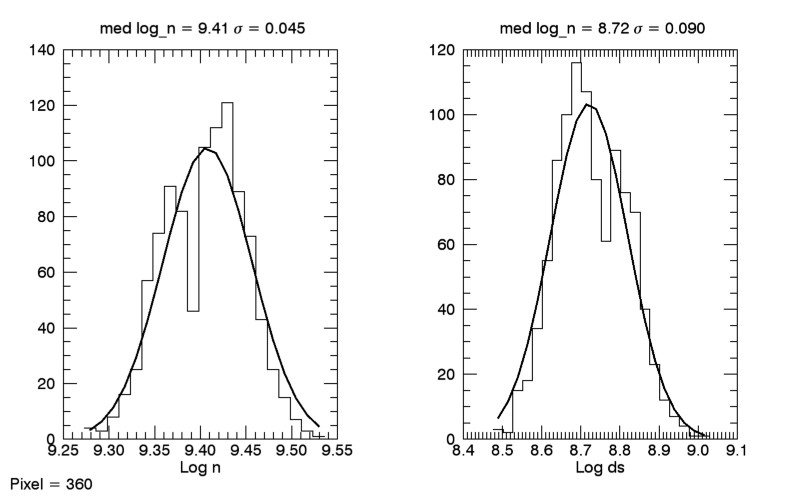 med log_n = 9.41 σ = 0.045
140
120
100
80
60
40
20
0
9.25 9.30 9.35 9.40 9.45 9.50 9.55
Log n
med log_n = 8.72 σ = 0.090
120
100
80
60
40
20
0
8.4 8.5 8.6 8.7 8.8 8.9 9.0 9.1
Log ds
Pixel = 360